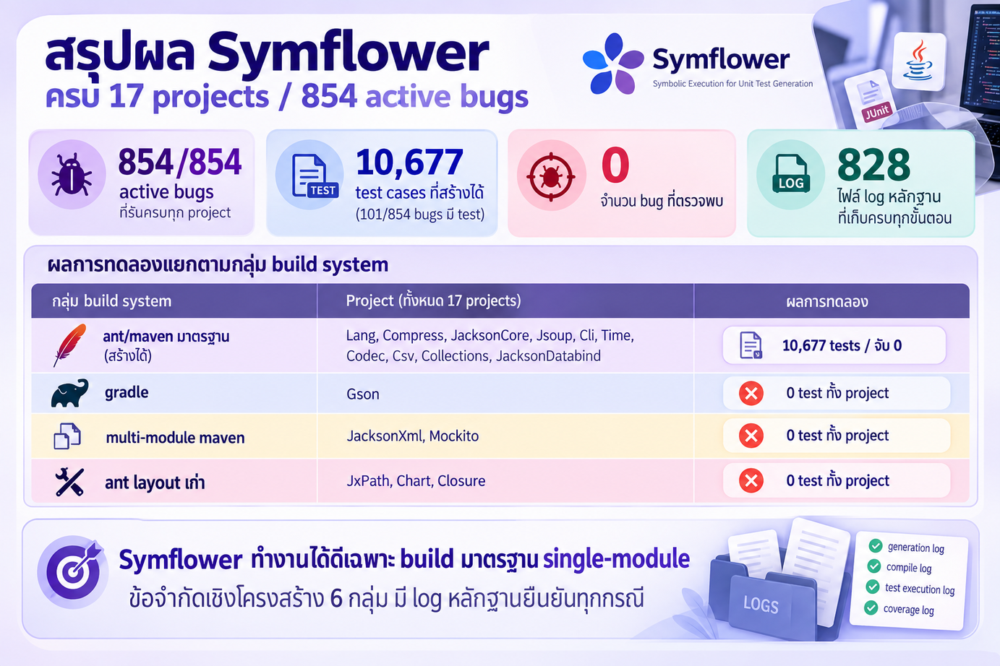 สรุปผล Symflower
ครบ 17 projects / 854 active bugs
Symflower
Symbolic Execution for Unit Test Generation
JUnit
854/854
active bugs
ที่รันครบทุก project
TEST
10,677
test cases ที่สร้างได้
(101/854 bugs มี test)
0
จำนวน bug ที่ตรวจพบ
LOG
828
ไฟล์ log หลักฐาน
ที่เก็บครบทุกขั้นตอน
ผลการทดลองแยกตามกลุ่ม build system
กลุ่ม build system
Project (ทั้งหมด 17 projects)
ผลการทดลอง
ant/maven มาตรฐาน
(สร้างได้)
Lang, Compress, JacksonCore, Jsoup, Cli, Time,
Codec, Csv, Collections, JacksonDatabind
10,677 tests / จับ 0
gradle
Gson
0 test ทั้ง project
multi-module maven
JacksonXml, Mockito
0 test ทั้ง project
ant layout เก่า
JxPath, Chart, Closure
0 test ทั้ง project
Symflower ทำงานได้ดีเฉพาะ build มาตรฐาน single-module
ข้อจำกัดเชิงโครงสร้าง 6 กลุ่ม มี log หลักฐานยืนยันทุกกรณี
LOGS
generation log
compile log
test execution log
coverage log